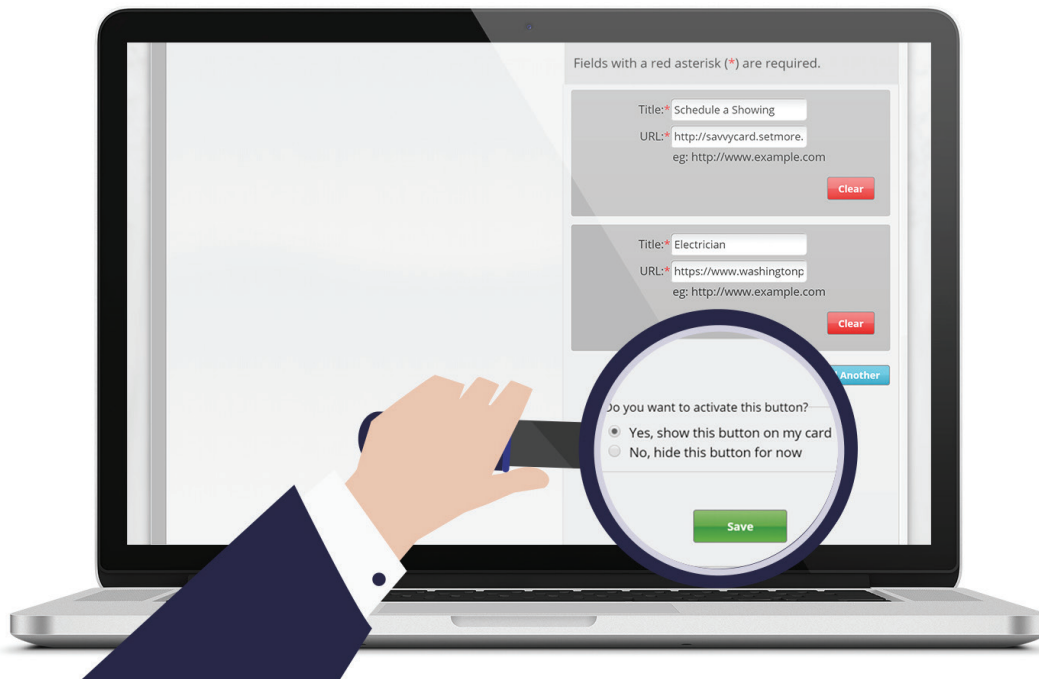 Fields with a red asterisk (*) are required.
Title:* Schedule a Showing
URL:* http://savvycard.setmore.
eg: http://www.example.com
Clear
Title:* Electrician
URL:* https://www.washingtonp
eg: http://www.example.com
Clear
Another
Do you want to activate this button?
Yes, show this button on my card
No, hide this button for now
Save